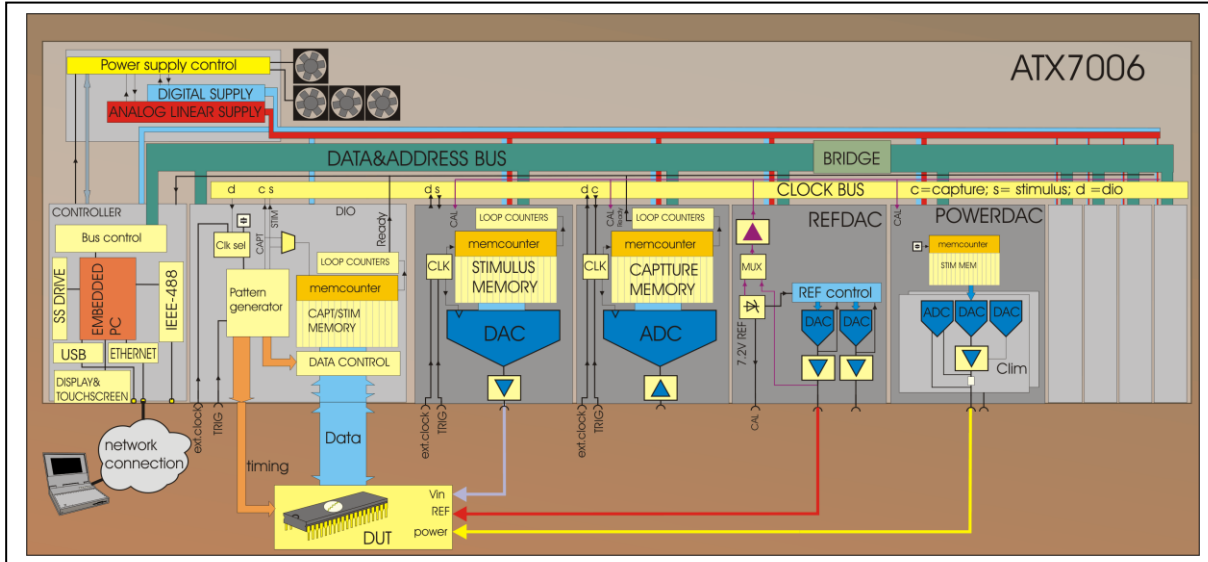 ATX7006
Power supply control
DIGITAL SUPPLY
ANALOG LINEAR SUPPLY
DATA&ADDRESS BUS
BRIDGE
d
c s
d s
d c
CLOCK BUS
c=capture; s= stimulus; d =dio
CONTROLLER
Bus control
SS DRIVE
EMBEDDED
PC
IEEE-488
USB
ETHERNET
DISPLAY&
TOUCHSCREEN
DIO
Clk sel
CAPT
STIM
Ready
LOOP COUNTERS
Pattern
generator
memcounter
CAPT/STIM
MEMORY
DATA CONTROL
CAL
LOOP COUNTERS
memcounter
CLK
STIMULUS
MEMORY
DAC
CAL
Ready
LOOP COUNTERS
memcounter
CLK
CAPTTURE
MEMORY
ADC
REFDAC
MUX
7.2V REF
REF control
DAC
DAC
CAL
POWERDAC
CAL
memcounter
STIM MEM
ADC
DAC
DAC
Clim
ext.clock
TRIG
ext.clock
TRIG
ext.clock
TRIG
CAL
network
connection
timing
Data
Vin
REF
power
DUT